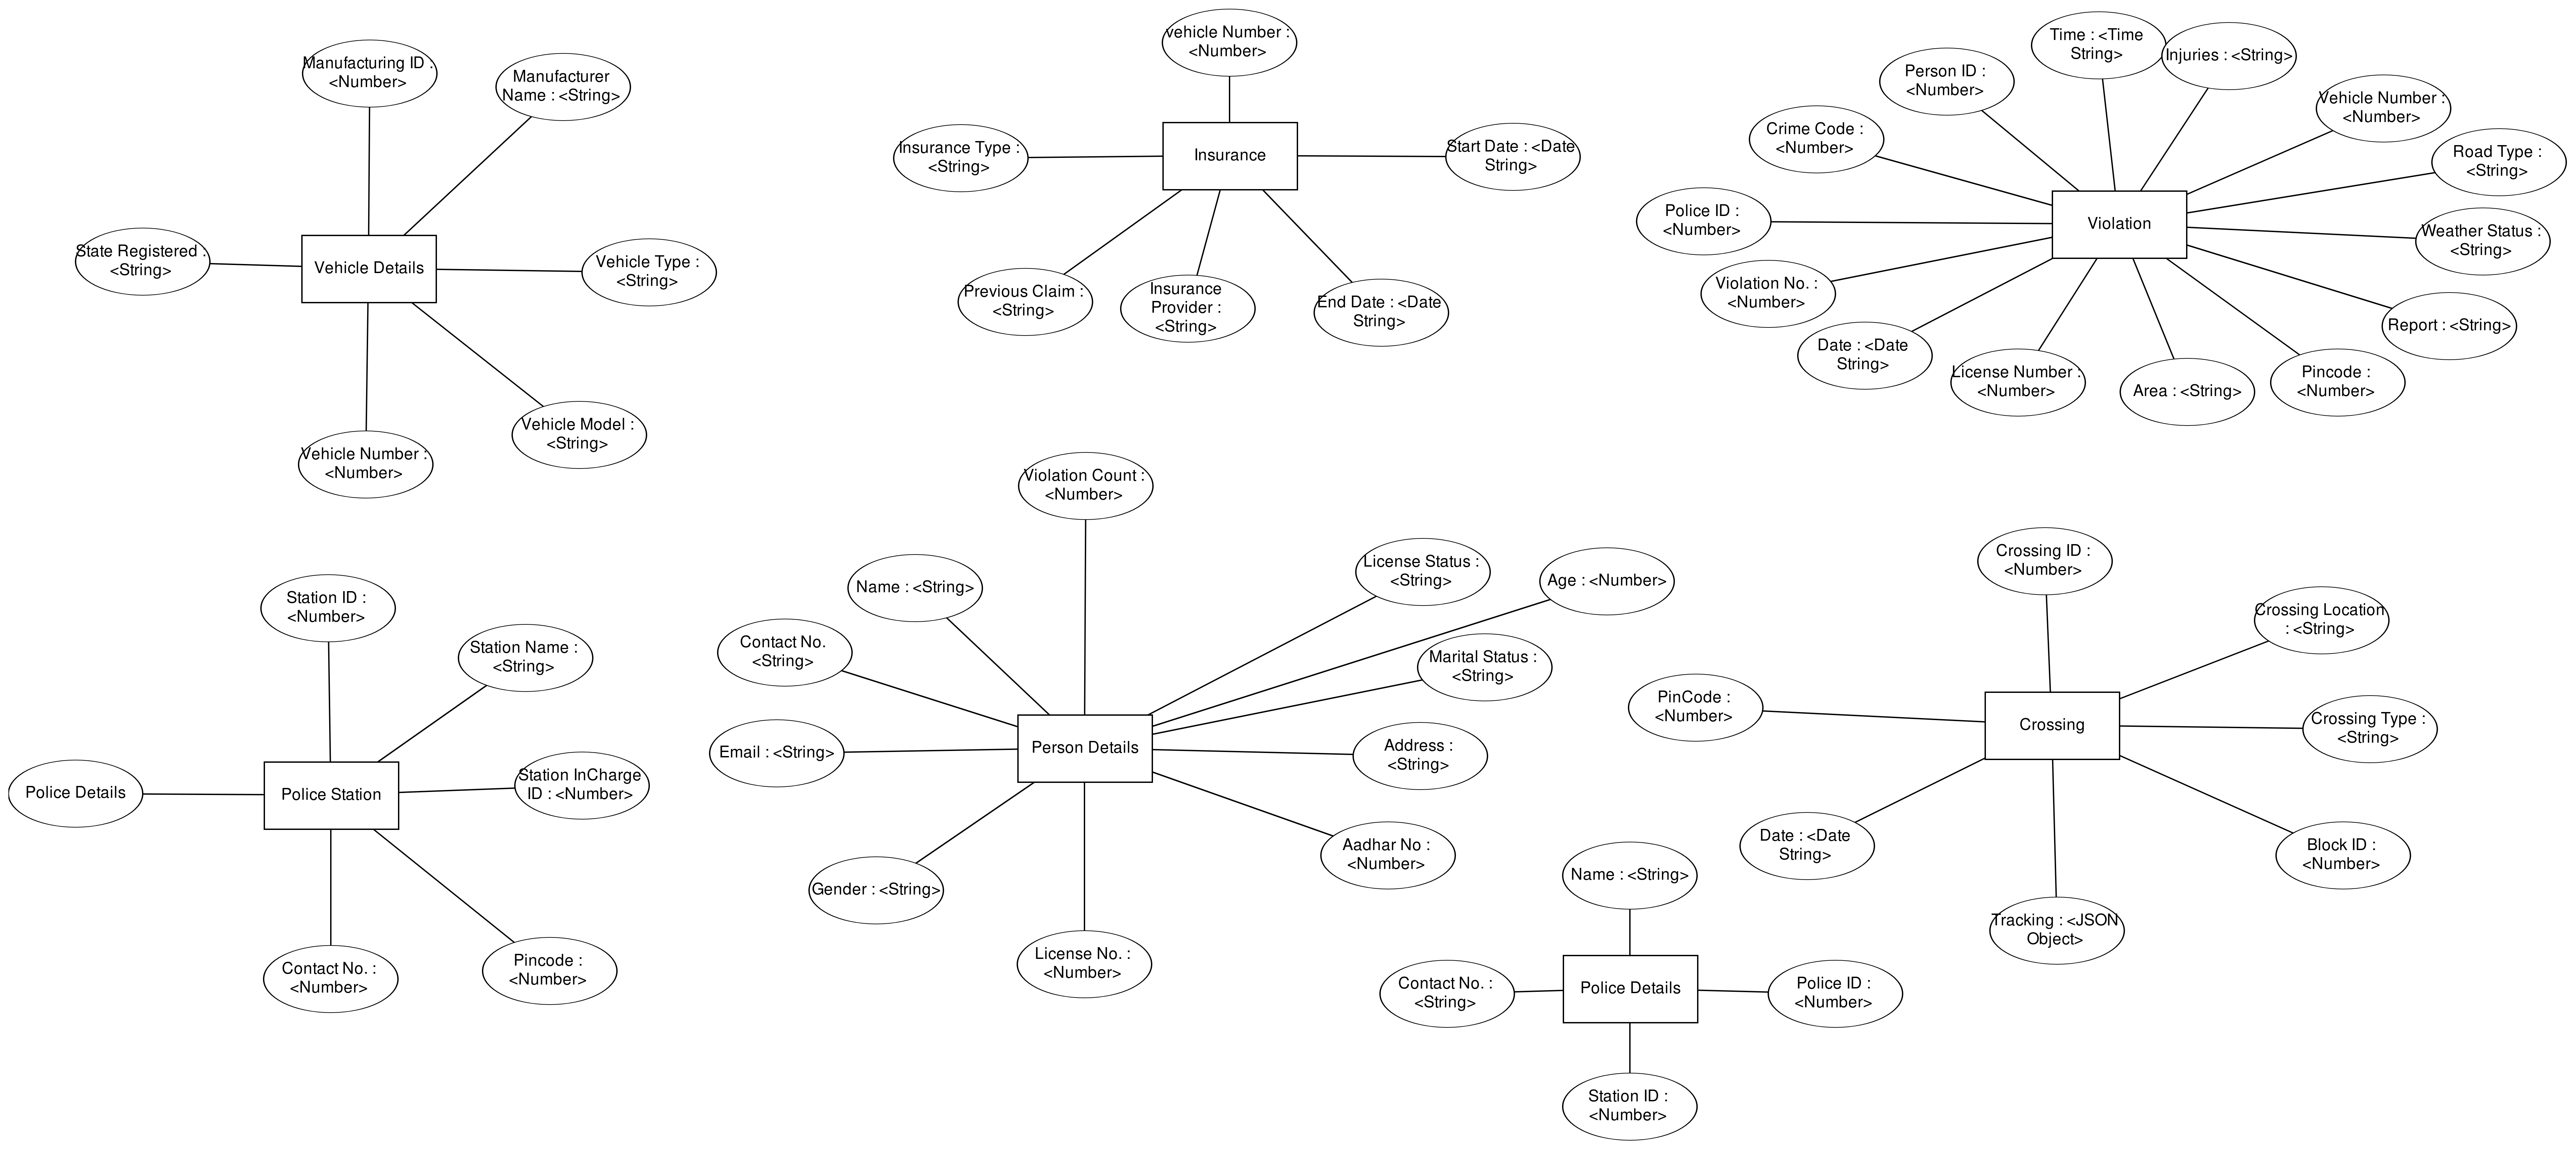 Manufacturing ID :
<Number>
Manufacturer
Name : <String>
State Registered :
<String>
Vehicle Details
Vehicle Type :
<String>
Vehicle Number :
<Number>
Vehicle Model :
<String>
vehicle Number :
<Number>
Insurance Type :
<String>
Insurance
Start Date : <Date
String>
Previous Claim :
<String>
Insurance
Provider :
<String>
End Date : <Date
String>
Time : <Time
String>
Injuries : <String>
Person ID :
<Number>
Vehicle Number :
<Number>
Crime Code :
<Number>
Road Type :
<String>
Police ID :
<Number>
Violation
Weather Status :
<String>
Violation No. :
<Number>
Report : <String>
Date : <Date
String>
License Number :
<Number>
Area : <String>
Pincode :
<Number>
Station ID :
<Number>
Station Name :
<String>
Police Details
Police Station
Station InCharge
ID : <Number>
Contact No. :
<Number>
Pincode :
<Number>
Violation Count :
<Number>
Name : <String>
License Status :
<String>
Age : <Number>
Contact No.
<String>
Marital Status :
<String>
Email : <String>
Person Details
Address :
<String>
Gender : <String>
Aadhar No :
<Number>
License No. :
<Number>
Crossing ID :
<Number>
Crossing Location
: <String>
PinCode :
<Number>
Crossing
Crossing Type :
<String>
Date : <Date
String>
Block ID :
<Number>
Tracking : <JSON
Object>
Name : <String>
Contact No. :
<String>
Police Details
Police ID :
<Number>
Station ID :
<Number>